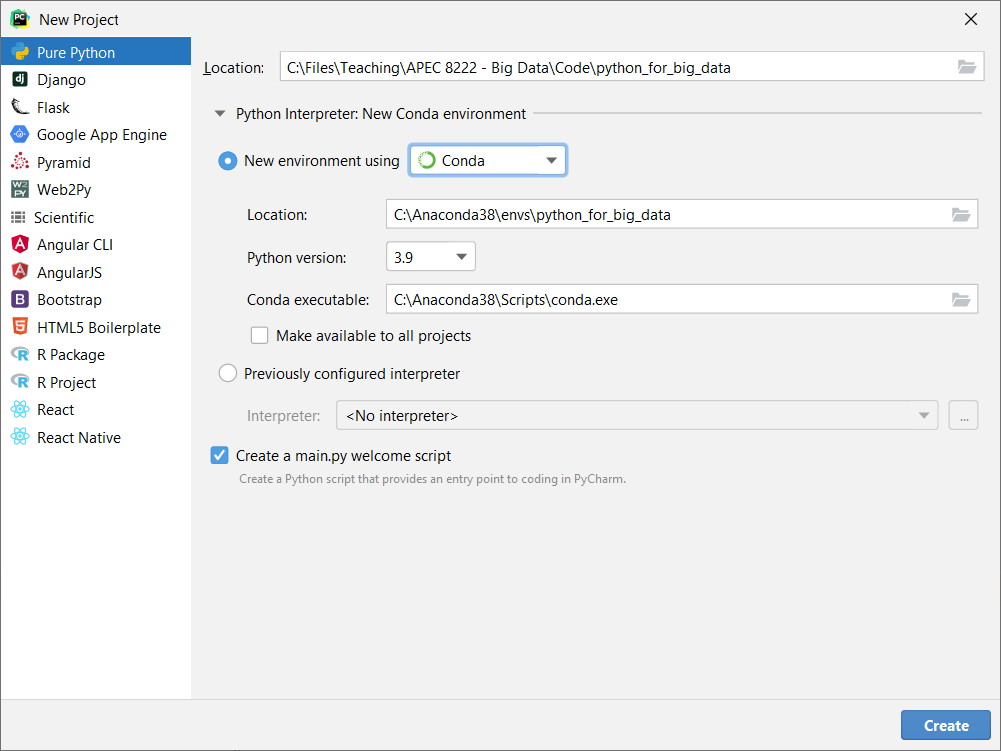 New Project
Pure Python
Django
Flask
Google App Engine
Pyramid
Web2Py
Scientific
Angular CLI
AngularJS
Bootstrap
HTML5 Boilerplate
R Package
R Project
React
React Native
Location: C:\Files\Teaching\APEC 8222 - Big Data\Code\python_for_big_data
Python Interpreter: New Conda environment
New environment using Conda
Location: C:\Anaconda38\envs\python_for_big_data
Python version: 3.9
Conda executable: C:\Anaconda38\Scripts\conda.exe
Make available to all projects
Previously configured interpreter
Interpreter: <No interpreter> ...
Create a main.py welcome script
Create a Python script that provides an entry point to coding in PyCharm.
Create